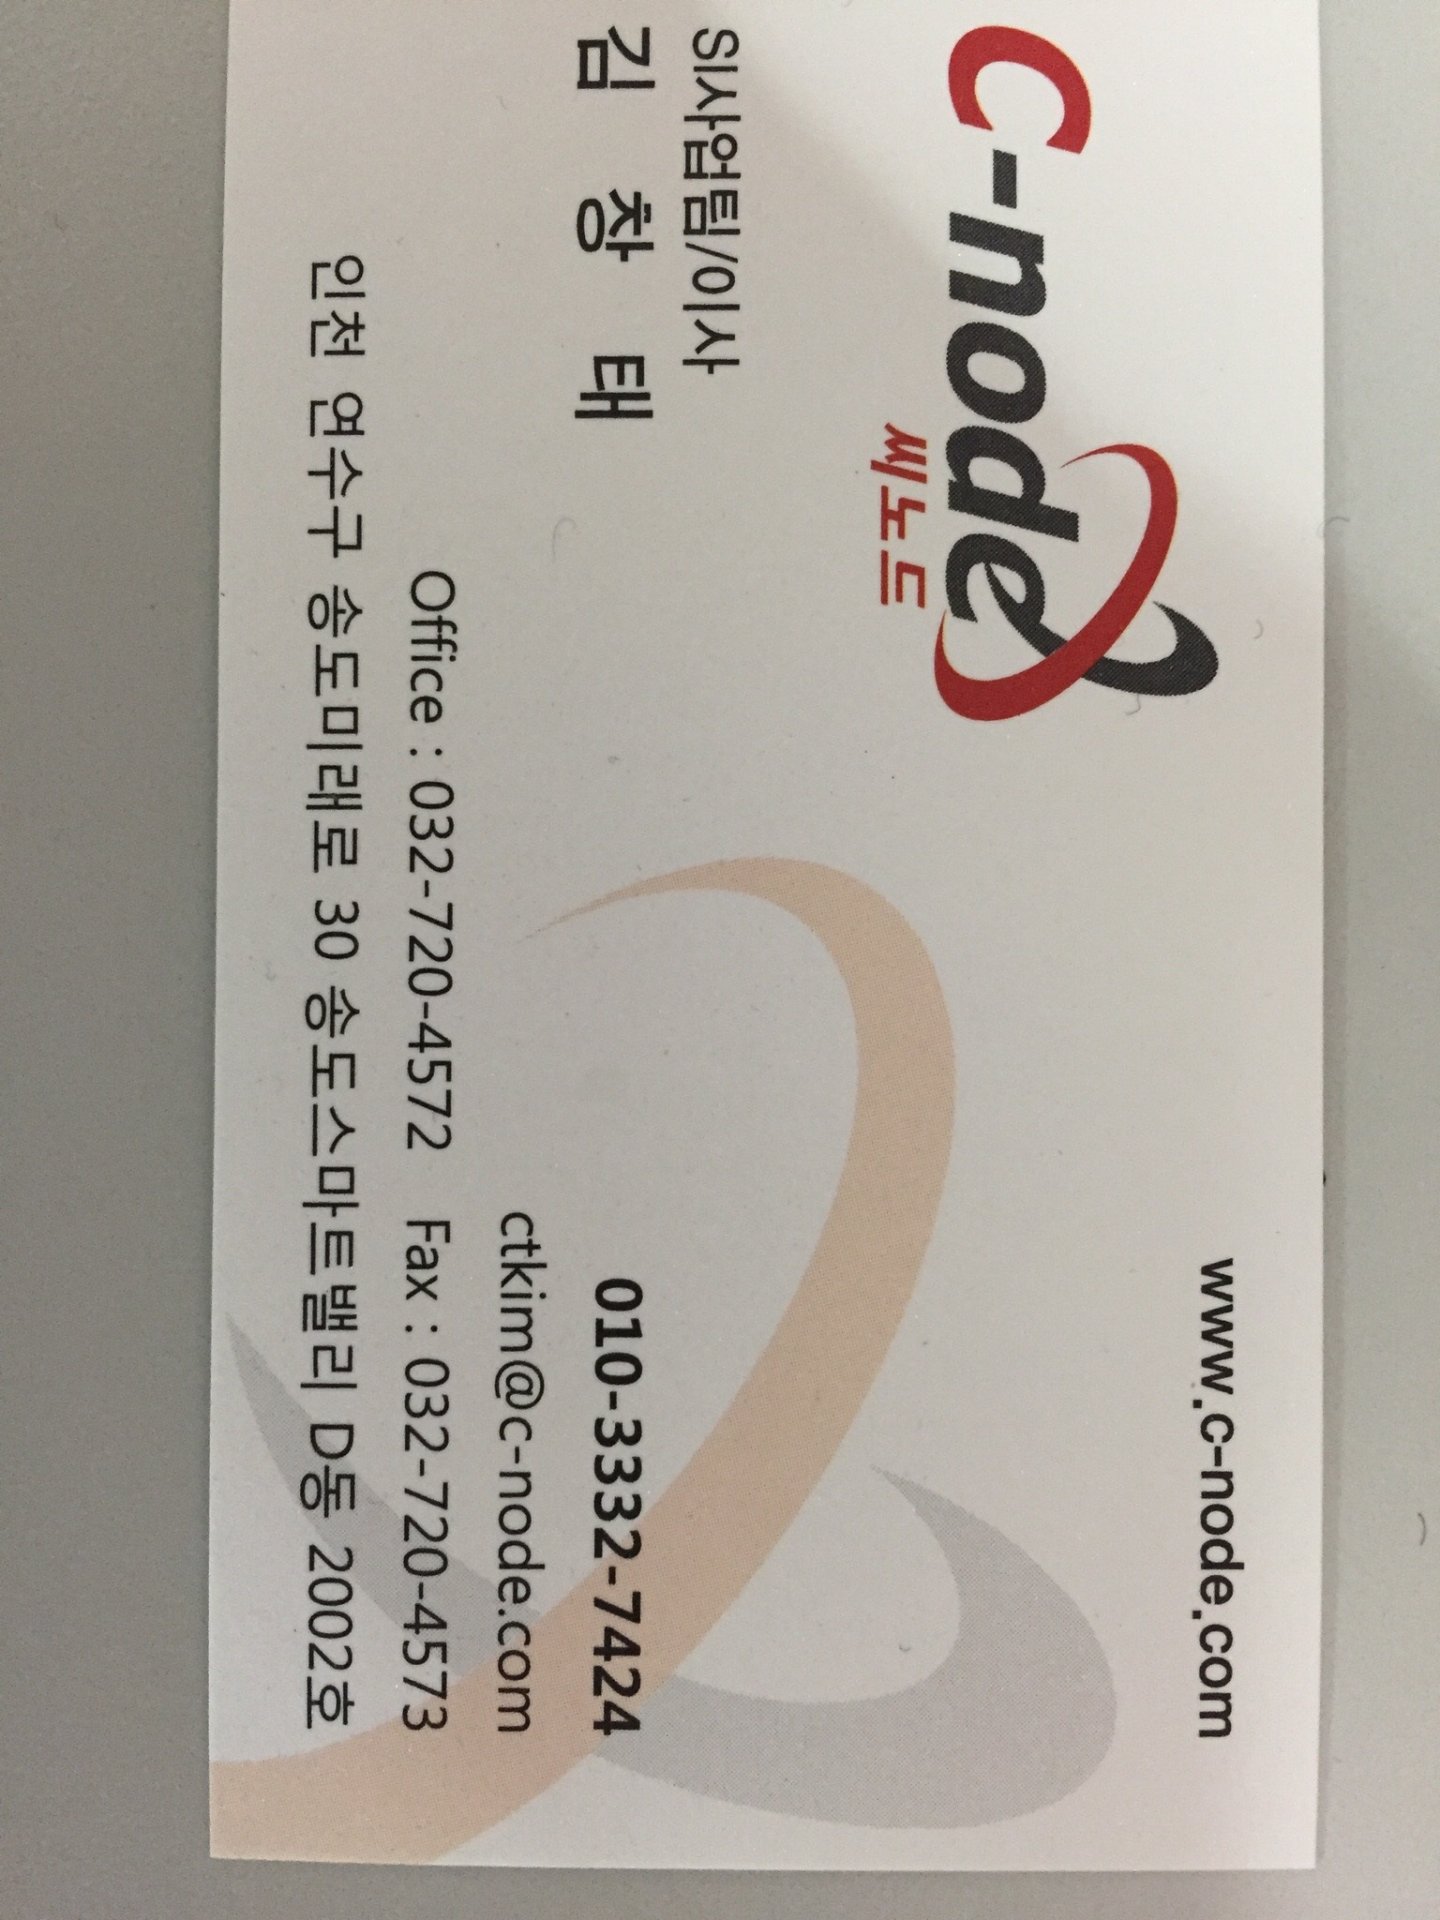 c-node
씨노드
www.c-node.com
SI사업팀/이사
김 창 태
010-3332-7424
ctkim@c-node.com
Office : 032-720-4572 Fax : 032-720-4573
인천 연수구 송도미래로 30 송도스마트밸리 D동 2002호